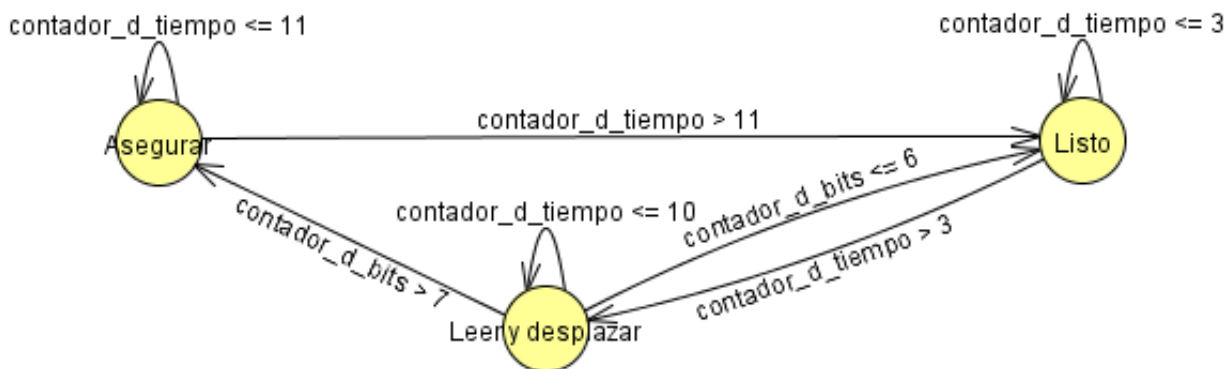 contador_d_tiempo <= 11
contador_d_tiempo <= 3
contador_d_tiempo > 11
Asegurar
Listo
contador_d_bits <= 6
contador_d_tiempo <= 10
contador_d_bits > 7
contador_d_tiempo > 3
Leer y desplazar